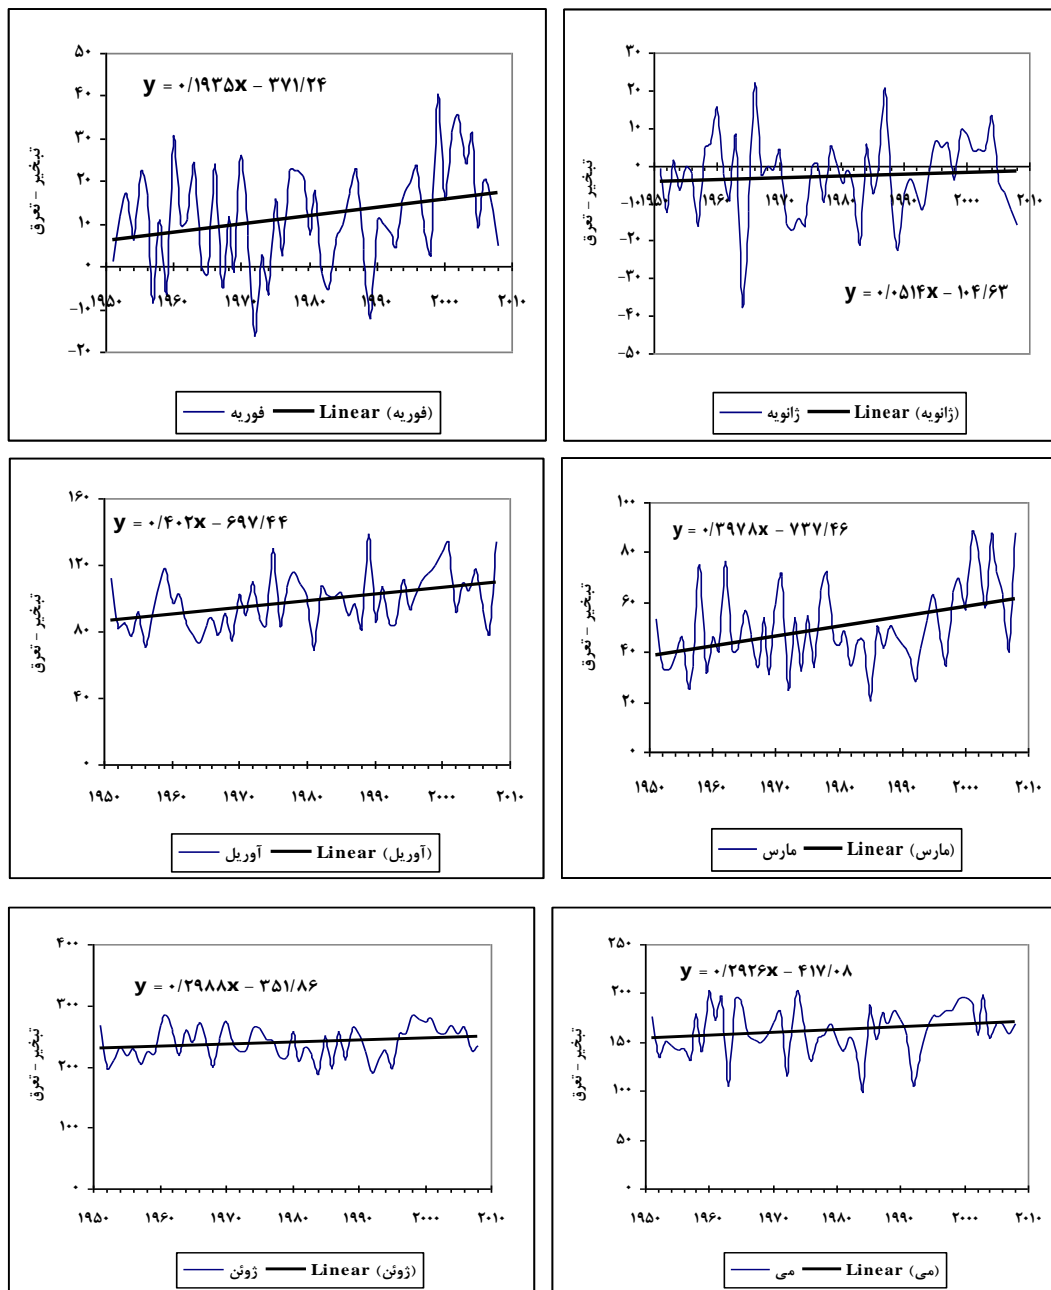 ۳۰
۲۰
۱۰
۰
-۱۰
-۲۰
-۳۰
-۴۰
-۵۰
۱۹۵۰ ۱۹۶۰ ۱۹۷۰ ۱۹۸۰ ۱۹۹۰ ۲۰۰۰ ۲۰۱۰
تبخیر - تعرق
y = ۰/۰۵۱۴x - ۱۰۴/۶۳
ژانویه Linear (ژانویه)
۵۰
۴۰
۳۰
۲۰
۱۰
۰
-۱۰
-۲۰
۱۹۵۰ ۱۹۶۰ ۱۹۷۰ ۱۹۸۰ ۱۹۹۰ ۲۰۰۰ ۲۰۱۰
تبخیر - تعرق
y = ۰/۱۹۳۵x - ۳۷۱/۲۴
فوریه Linear (فوریه)
۱۰۰
۸۰
۶۰
۴۰
۲۰
۰
۱۹۵۰ ۱۹۶۰ ۱۹۷۰ ۱۹۸۰ ۱۹۹۰ ۲۰۰۰ ۲۰۱۰
تبخیر - تعرق
y = ۰/۳۹۷۸x - ۷۳۷/۴۶
مارس Linear (مارس)
۱۶۰
۱۲۰
۸۰
۴۰
۰
۱۹۵۰ ۱۹۶۰ ۱۹۷۰ ۱۹۸۰ ۱۹۹۰ ۲۰۰۰ ۲۰۱۰
تبخیر - تعرق
y = ۰/۴۰۲x - ۶۹۷/۴۴
آوریل Linear (آوریل)
۲۵۰
۲۰۰
۱۵۰
۱۰۰
۵۰
۰
۱۹۵۰ ۱۹۶۰ ۱۹۷۰ ۱۹۸۰ ۱۹۹۰ ۲۰۰۰ ۲۰۱۰
تبخیر - تعرق
y = ۰/۲۹۲۶x - ۴۱۷/۰۸
می Linear (می)
۴۰۰
۳۰۰
۲۰۰
۱۰۰
۰
۱۹۵۰ ۱۹۶۰ ۱۹۷۰ ۱۹۸۰ ۱۹۹۰ ۲۰۰۰ ۲۰۱۰
تبخیر - تعرق
y = ۰/۲۹۸۸x - ۳۵۱/۸۶
ژوئن Linear (ژوئن)